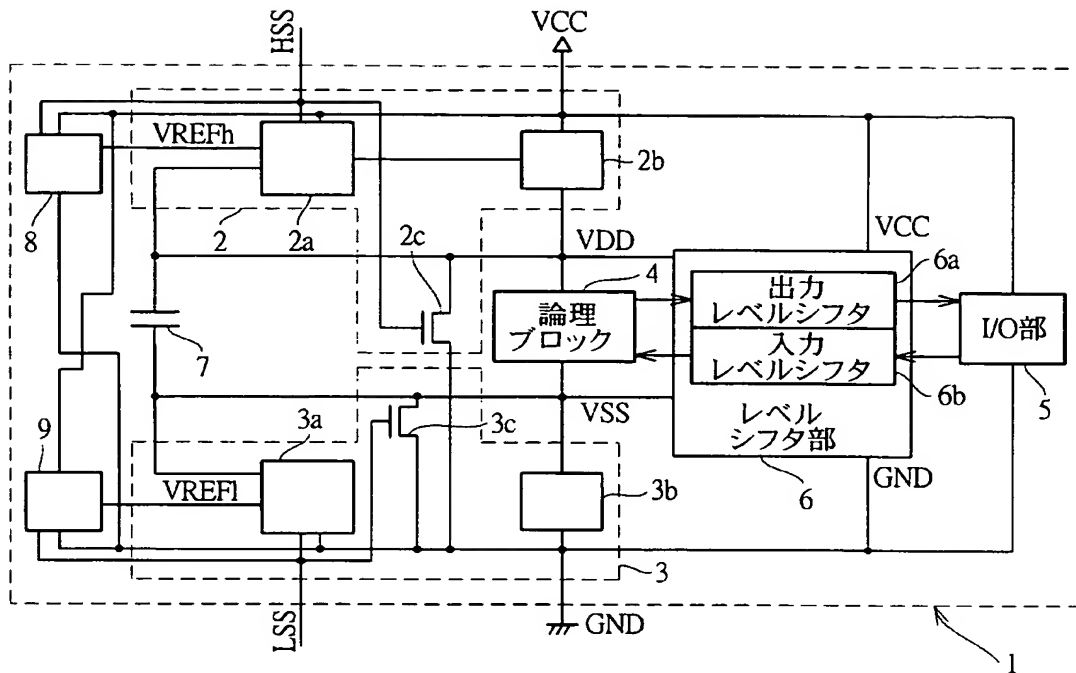 HSS
VCC
VREFh
8
2
2a
2b
2c
VDD
VCC
6a
4
論理
ブロック
出力
レベルシフタ
入力
レベルシフタ
I/O部
7
6b
5
VSS
レベル
シフタ部
3a
3c
9
VREFl
3b
6
GND
3
LSS
GND
1